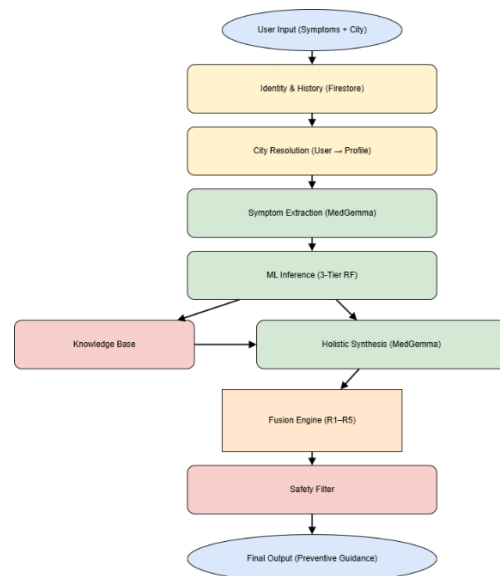 User Input (Symptoms + City)
Identity & History (Firestore)
City Resolution (User → Profile)
Symptom Extraction (MedGemma)
ML Inference (3-Tier RF)
Knowledge Base
Holistic Synthesis (MedGemma)
Fusion Engine (R1–R5)
Safety Filter
Final Output (Preventive Guidance)